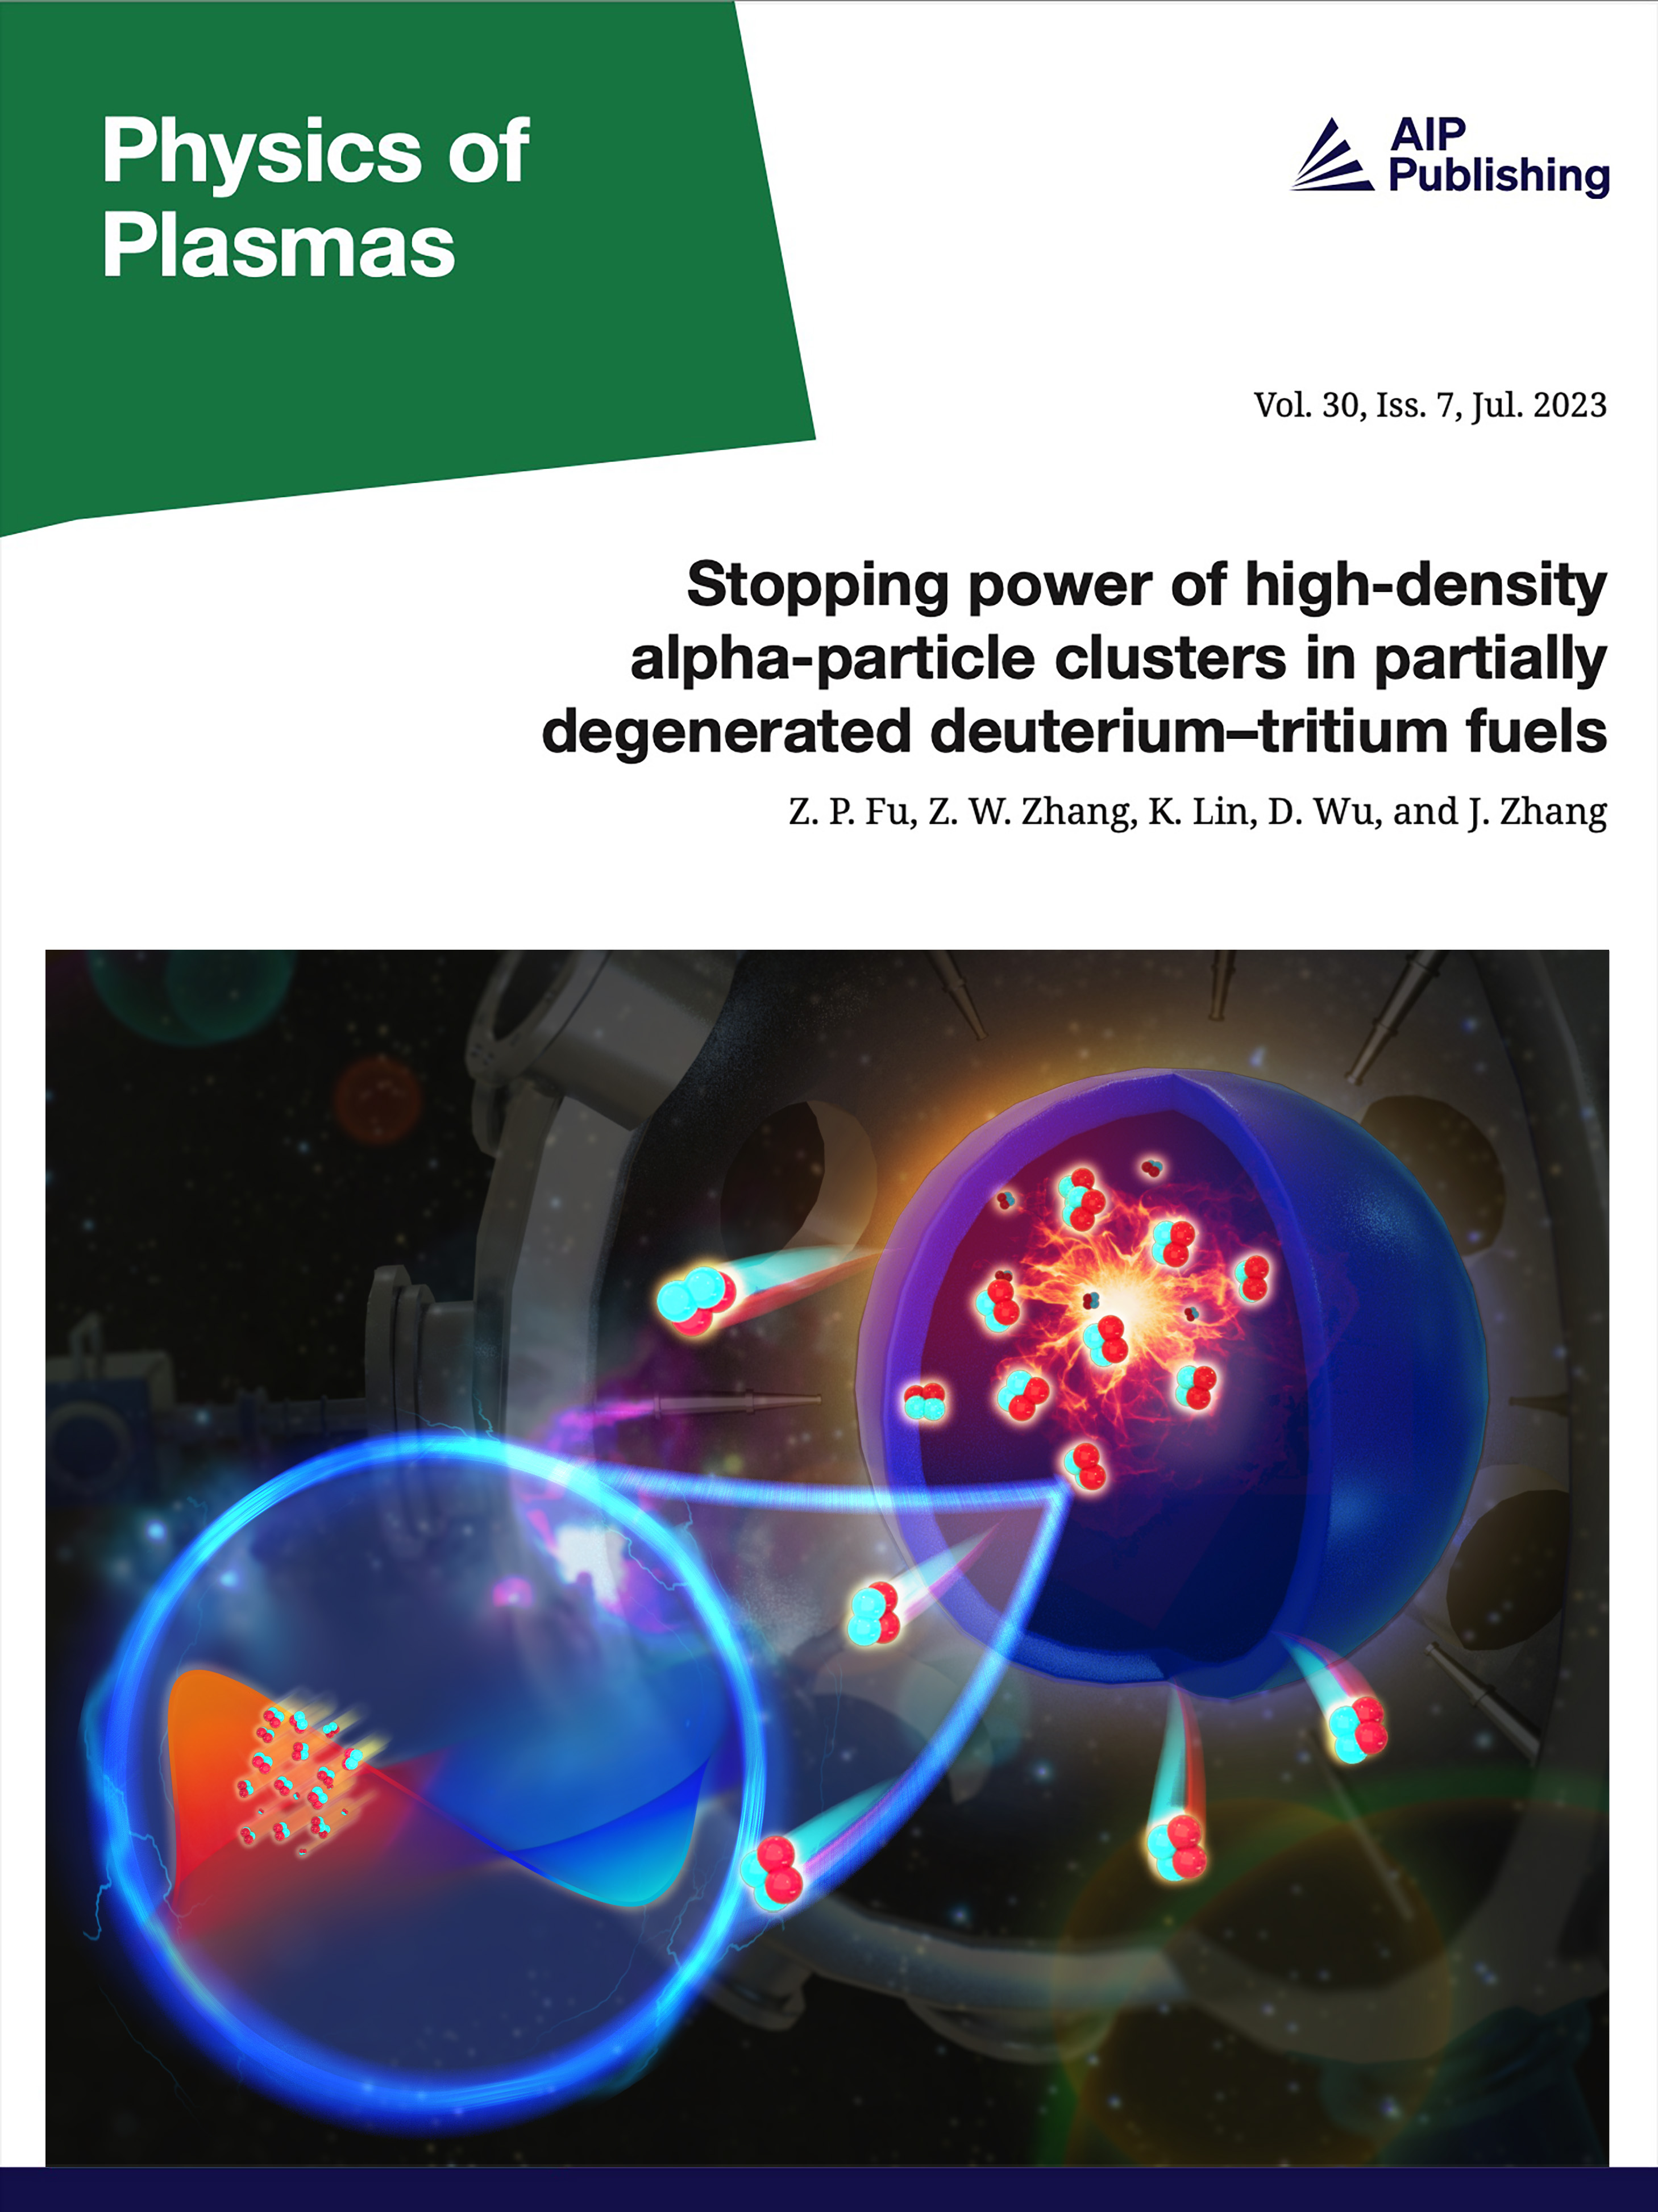 Physics of
Plasmas
AIP
Publishing
Vol. 30, Iss. 7, Jul. 2023
Stopping power of high-density
alpha-particle clusters in partially
degenerated deuterium–tritium fuels
Z. P. Fu, Z. W. Zhang, K. Lin, D. Wu, and J. Zhang